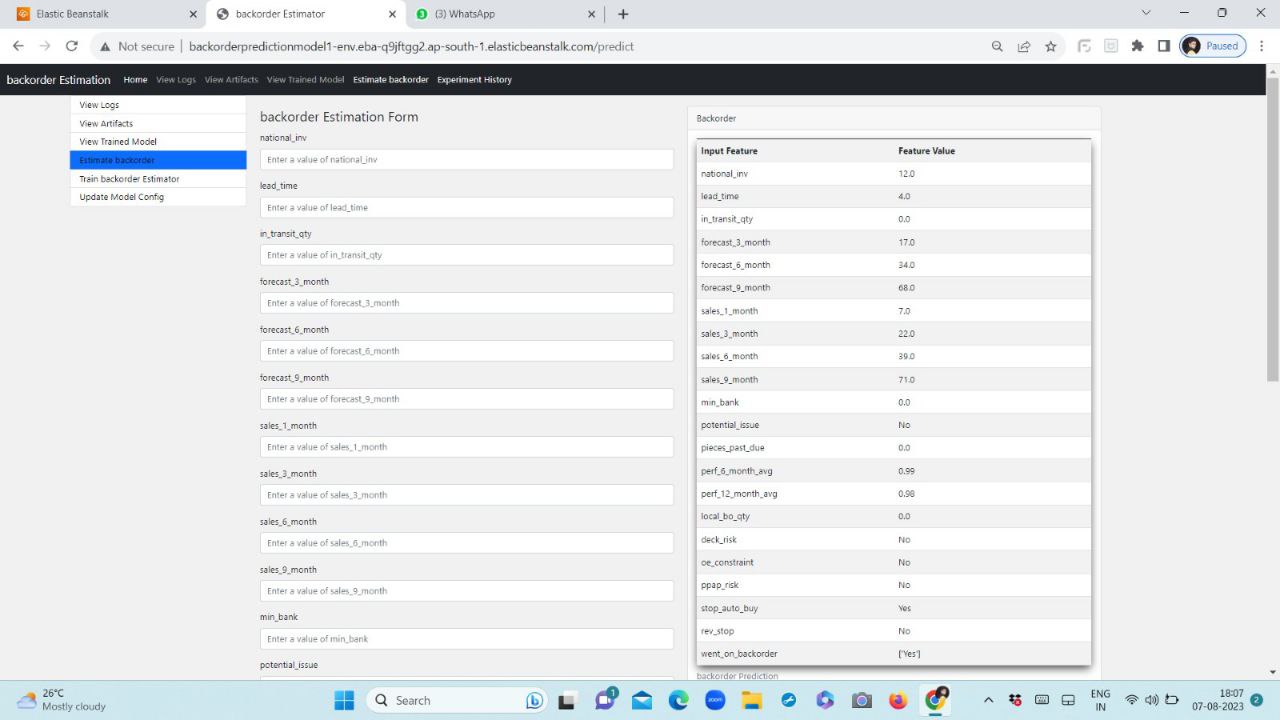 Elastic Beanstalk
backorder Estimator
(3) WhatsApp
Not secure | backorderpredictionmodel1-env.eba-q9jftgg2.ap-south-1.elasticbeanstalk.com/predict
Paused
backorder Estimation Home View Logs View Artifacts View Trained Model Estimate backorder Experiment History
View Logs
View Artifacts
View Trained Model
Estimate backorder
Train backorder Estimator
Update Model Config
backorder Estimation Form
national_inv
Enter a value of national_inv
lead_time
Enter a value of lead_time
in_transit_qty
Enter a value of in_transit_qty
forecast_3_month
Enter a value of forecast_3_month
forecast_6_month
Enter a value of forecast_6_month
forecast_9_month
Enter a value of forecast_9_month
sales_1_month
Enter a value of sales_1_month
sales_3_month
Enter a value of sales_3_month
sales_6_month
Enter a value of sales_6_month
sales_9_month
Enter a value of sales_9_month
min_bank
Enter a value of min_bank
potential_issue
Backorder
Input Feature Feature Value
national_inv 12.0
lead_time 4.0
in_transit_qty 0.0
forecast_3_month 17.0
forecast_6_month 34.0
forecast_9_month 68.0
sales_1_month 7.0
sales_3_month 22.0
sales_6_month 39.0
sales_9_month 71.0
min_bank 0.0
potential_issue No
pieces_past_due 0.0
perf_6_month_avg 0.99
perf_12_month_avg 0.98
local_bo_qty 0.0
deck_risk No
oe_constraint No
ppap_risk No
stop_auto_buy Yes
rev_stop No
went_on_backorder ['Yes']
backorder Prediction
26°C
Mostly cloudy
Search
1
zoom
ENG
IN
18:07
07-08-2023
2